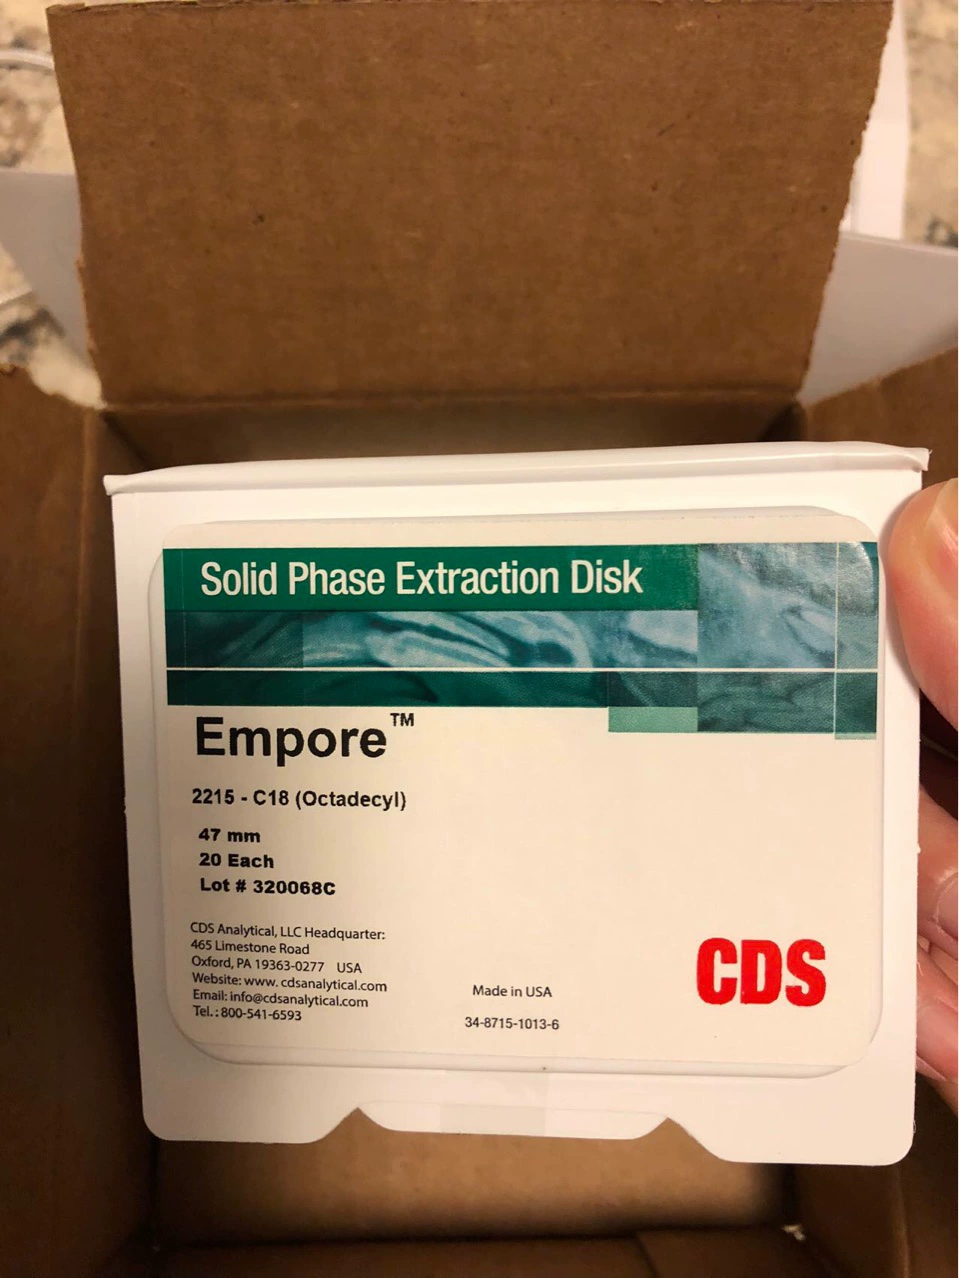 Solid Phase Extraction Disk
Empore™
2215 - C18 (Octadecyl)
47 mm
20 Each
Lot # 320068C
CDS Analytical, LLC Headquarter:
465 Limestone Road
Oxford, PA 19363-0277 USA
Website: www. cdsanalytical.com
Email: info@cdsanalytical.com
Tel.: 800-541-6593
Made in USA
34-8715-1013-6
CDS